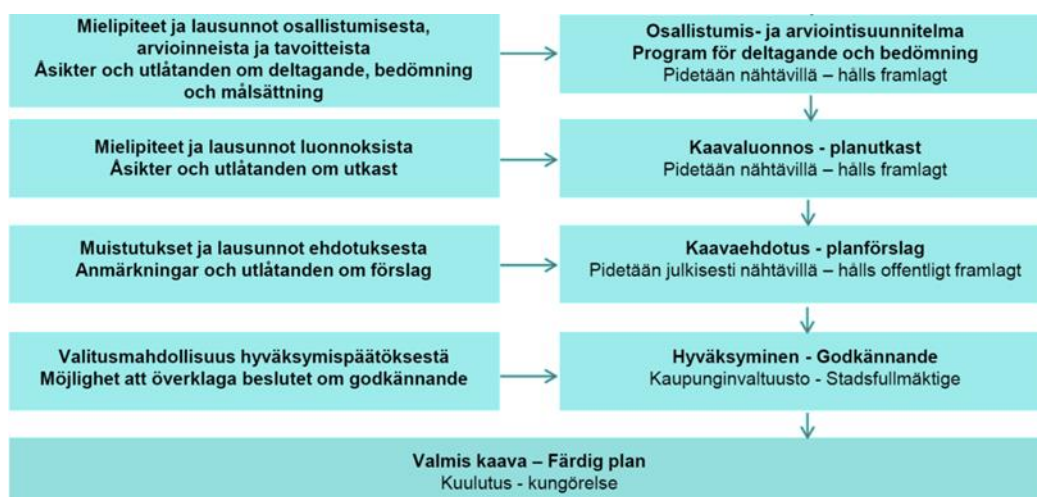 Mielipiteet ja lausunnot osallistumisesta,
arvioinneista ja tavoitteista
Åsikter och utlåtanden om deltagande, bedömning
och målsättning
Osallistumis- ja arviointisuunnitelma
Program för deltagande och bedömning
Pidetään nähtävillä – hålls framlagt
Mielipiteet ja lausunnot luonnoksista
Åsikter och utlåtanden om utkast
Kaavaluonnos - planutkast
Pidetään nähtävillä – hålls framlagt
Muistutukset ja lausunnot ehdotuksesta
Anmärkningar och utlåtanden om förslag
Kaavaehdotus - planförslag
Pidetään julkisesti nähtävillä – hålls offentligt framlagt
Valitusmahdollisuus hyväksymispäätöksestä
Möjlighet att överklaga beslutet om godkännande
Hyväksyminen - Godkännande
Kaupunginvaltuusto - Stadsfullmäktige
Valmis kaava – Färdig plan
Kuulutus - kungörelse